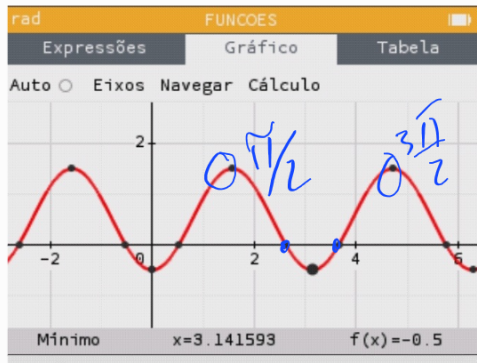 rad FUNCOES
Expressões Gráfico Tabela
Auto Eixos Navegar Cálculo
2
π/2
3π/2
-2 0 2 4 6
Mínimo x=3.141593 f(x)=-0.5